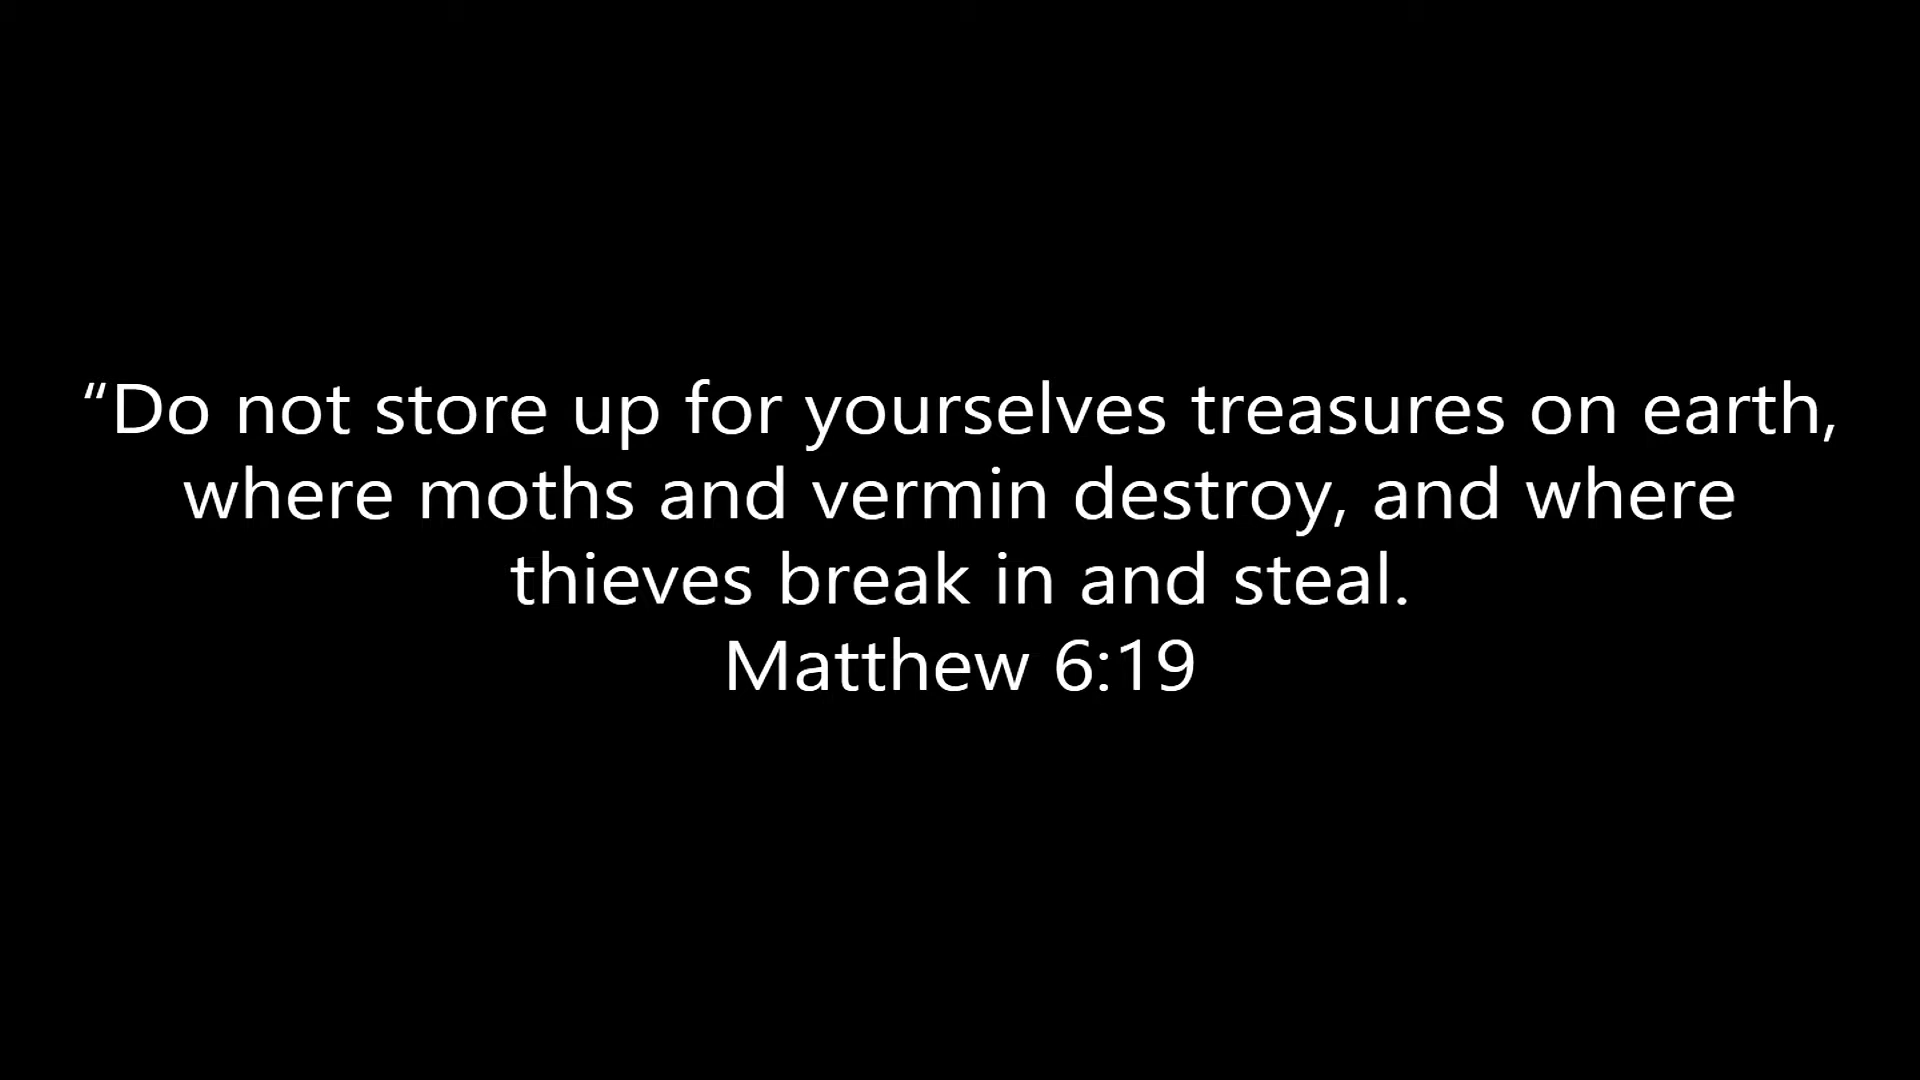 “Do not store up for yourselves treasures on earth,
where moths and vermin destroy, and where
thieves break in and steal.
Matthew 6:19